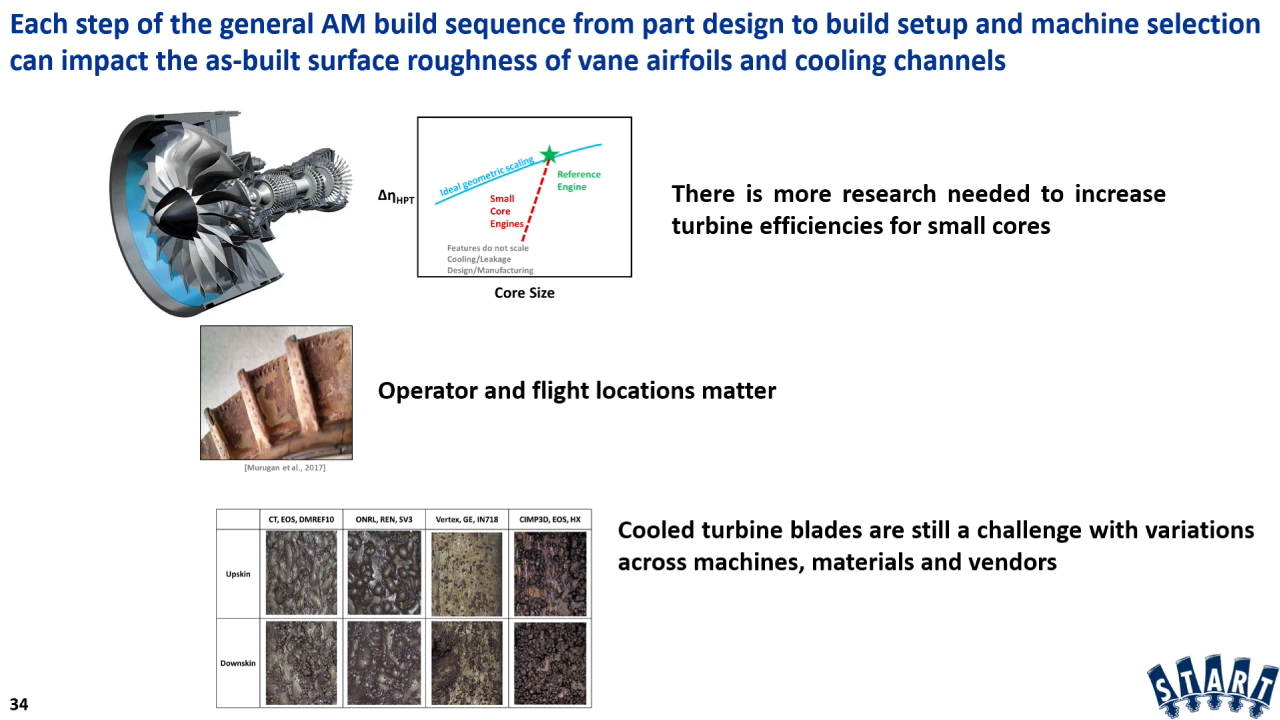 Each step of the general AM build sequence from part design to build setup and machine selection
can impact the as-built surface roughness of vane airfoils and cooling channels
ΔηHPT
Ideal geometric scaling
Reference
Engine
Small
Core
Engines
Features do not scale
Cooling/Leakage
Design/Manufacturing
Core Size
There is more research needed to increase
turbine efficiencies for small cores
Operator and flight locations matter
[Murugan et al., 2017]
CT, EOS, DMREF10 ONRL, REN, SV3 Vertex, GE, IN718 CIMP3D, EOS, HX
Upskin
Downskin
Cooled turbine blades are still a challenge with variations
across machines, materials and vendors
START
34